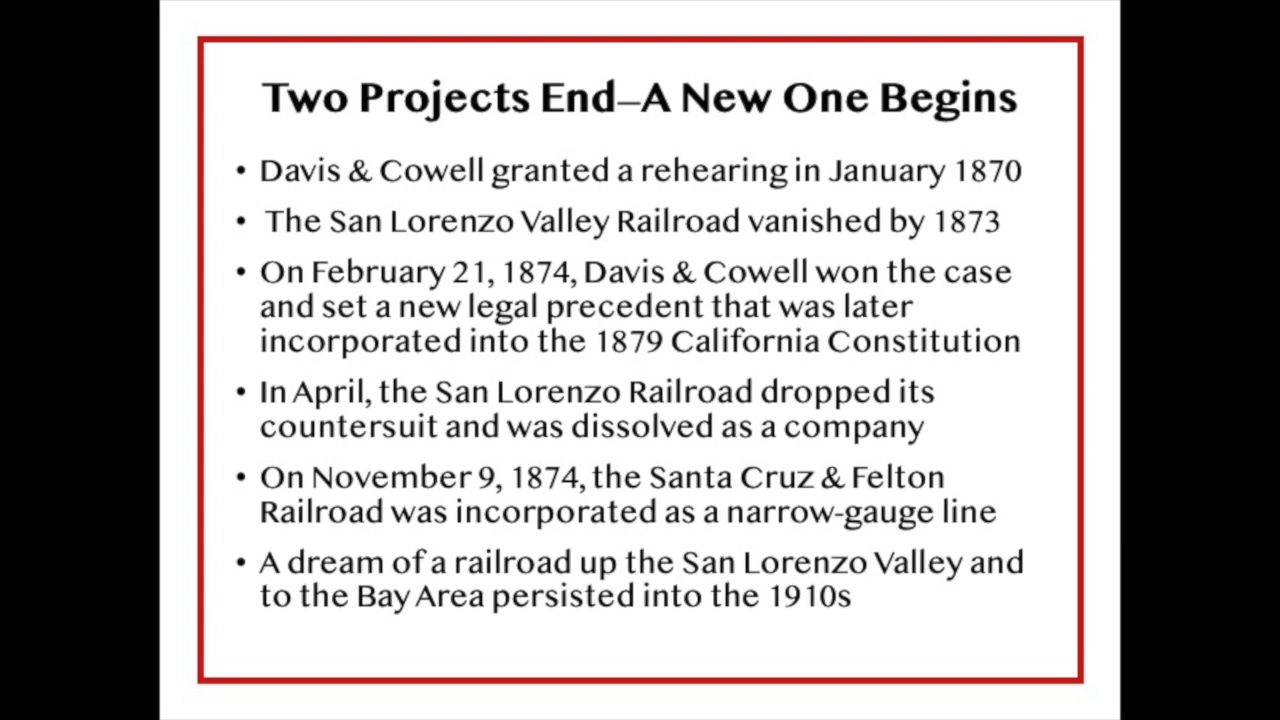 Two Projects End–A New One Begins
• Davis & Cowell granted a rehearing in January 1870
• The San Lorenzo Valley Railroad vanished by 1873
• On February 21, 1874, Davis & Cowell won the case
and set a new legal precedent that was later
incorporated into the 1879 California Constitution
• In April, the San Lorenzo Railroad dropped its
countersuit and was dissolved as a company
• On November 9, 1874, the Santa Cruz & Felton
Railroad was incorporated as a narrow-gauge line
• A dream of a railroad up the San Lorenzo Valley and
to the Bay Area persisted into the 1910s